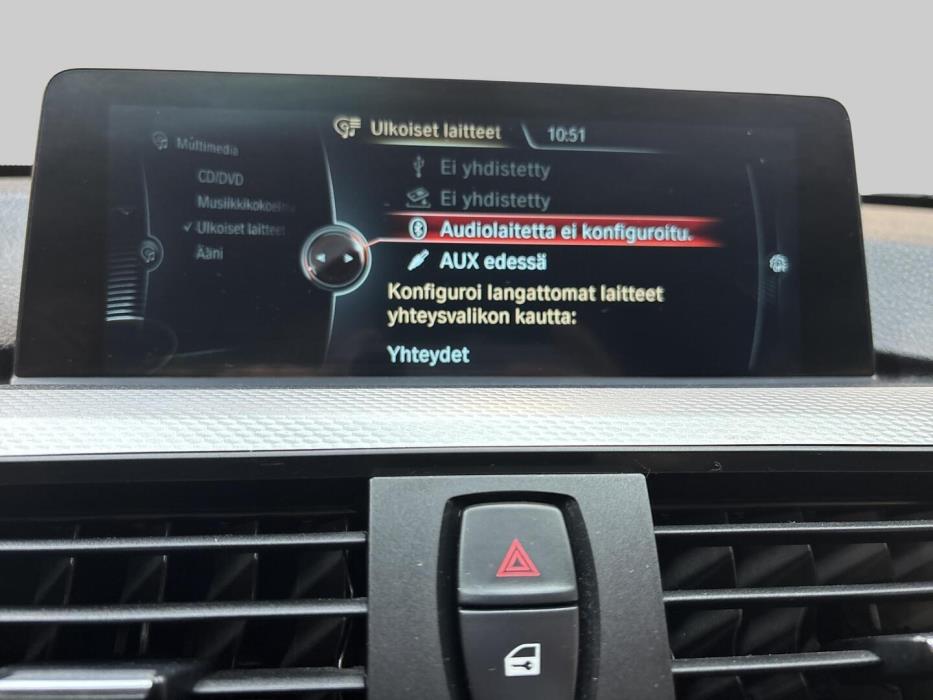 Ulkoiset laitteet 10:51
Multimedia
CD/DVD
Ulkoiset laitteet
Ääni
Ei yhdistetty
Ei yhdistetty
Audiolaitetta ei konfiguroitu.
AUX edessä
Konfiguroi langattomat laitteet
yhteysvalikon kautta:
Yhteydet